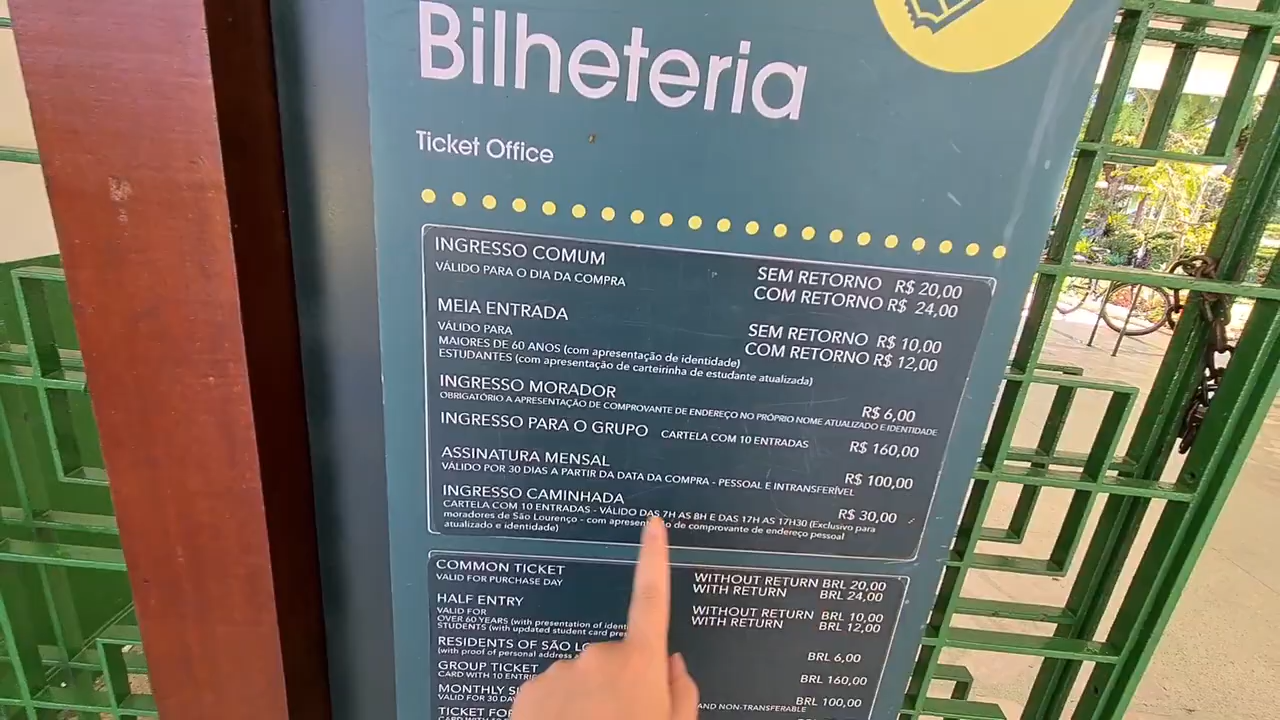 Bilheteria
Ticket Office
INGRESSO COMUM
VÁLIDO PARA O DIA DA COMPRA
SEM RETORNO R$ 20,00
COM RETORNO R$ 24,00
MEIA ENTRADA
VÁLIDO PARA
MAIORES DE 60 ANOS (com apresentação de identidade)
ESTUDANTES (com apresentação de carteirinha de estudante atualizada)
SEM RETORNO R$ 10,00
COM RETORNO R$ 12,00
INGRESSO MORADOR R$ 6,00
OBRIGATÓRIO A APRESENTAÇÃO DE COMPROVANTE DE ENDEREÇO NO PRÓPRIO NOME ATUALIZADO E IDENTIDADE
INGRESSO PARA O GRUPO CARTELA COM 10 ENTRADAS R$ 160,00
ASSINATURA MENSAL R$ 100,00
VÁLIDO POR 30 DIAS A PARTIR DA DATA DA COMPRA - PESSOAL E INTRANSFERÍVEL
INGRESSO CAMINHADA R$ 30,00
CARTELA COM 10 ENTRADAS - VÁLIDO DAS 7H AS 8H E DAS 17H AS 17H30 (Exclusivo para
moradores de São Lourenço - com de comprovante de endereço pessoal
atualizado e identidade)
COMMON TICKET
VALID FOR PURCHASE DAY
WITHOUT RETURN BRL 20,00
WITH RETURN BRL 24,00
HALF ENTRY
VALID FOR
OVER 60 YEARS (with presentation of
STUDENTS (with updated student card
WITHOUT RETURN BRL 10,00
WITH RETURN BRL 12,00
RESIDENTS OF SÃO
(with proof of personal address
BRL 6,00
GROUP TICKET
CARD WITH 10
BRL 160,00
MONTHLY
VALID FOR 30
AND NON-TRANSFERABLE
BRL 100,00
TICKET FOR